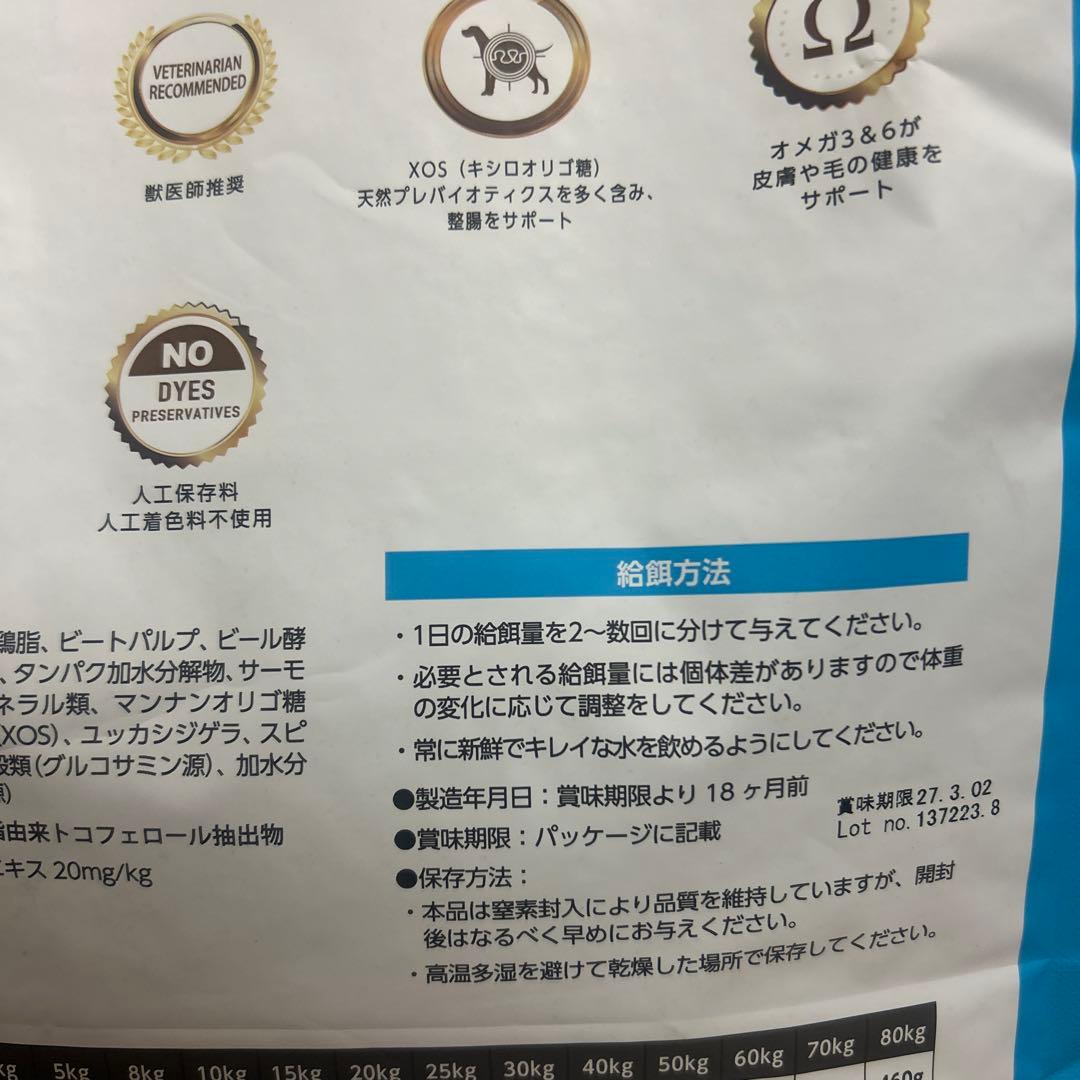 VETERINARIAN
RECOMMENDED
獣医師推奨
XOS（キシロオリゴ糖）
天然プレバイオティクスを多く含み、
整腸をサポート
Ω
オメガ3＆6が
皮膚や毛の健康を
サポート
NO
DYES
PRESERVATIVES
人工保存料
人工着色料不使用
鶏脂、ビートパルプ、ビール酵
、タンパク加水分解物、サーモ
ネラル類、マンナンオリゴ糖
(XOS)、ユッカシジゲラ、スピ
殻類（グルコサミン源）、加水分
源）
脂由来トコフェロール抽出物
エキス 20mg/kg
給餌方法
・1日の給餌量を2～数回に分けて与えてください。
・必要とされる給餌量には個体差がありますので体重
の変化に応じて調整をしてください。
・常に新鮮でキレイな水を飲めるようにしてください。
●製造年月日：賞味期限より 18 ヶ月前
●賞味期限：パッケージに記載
賞味期限27.3.02
Lot no.137223.8
●保存方法：
・本品は窒素封入により品質を維持していますが、開封
後はなるべく早めにお与えください。
・高温多湿を避けて乾燥した場所で保存してください。
kg 5kg 8kg 10kg 15kg 20kg 25kg 30kg 40kg 50kg 60kg 70kg 80kg
460g